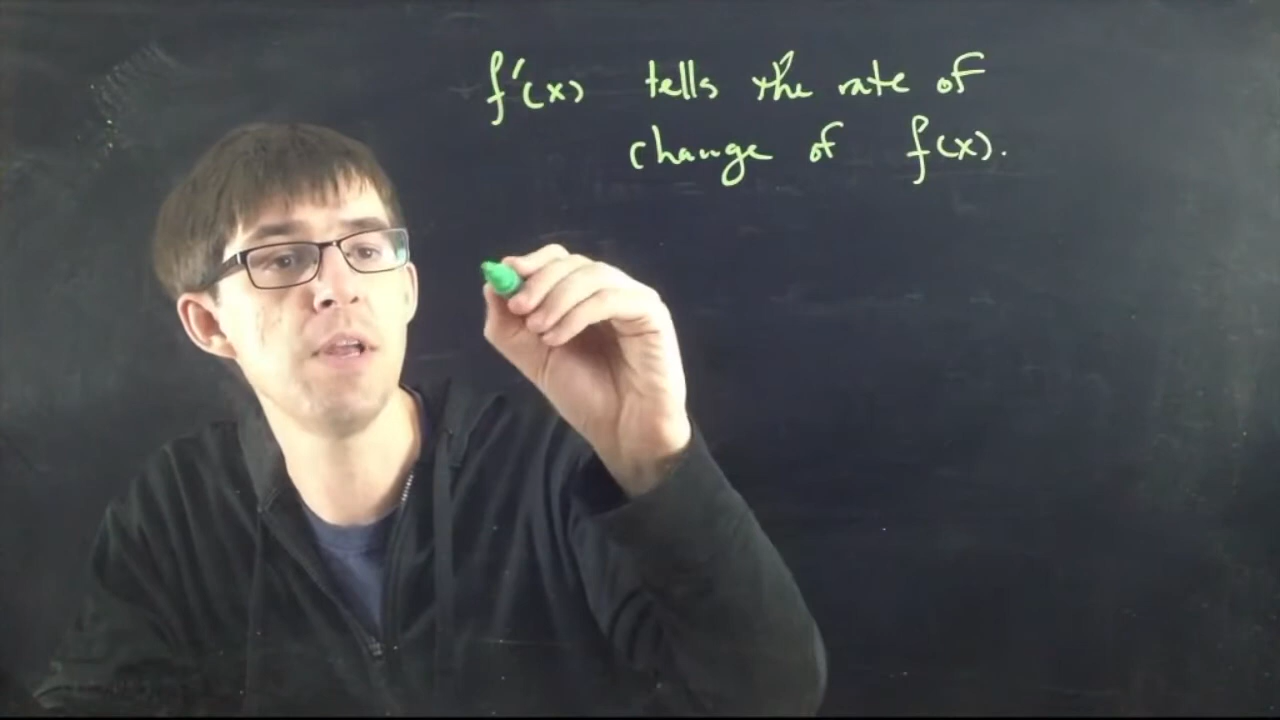 f'(x) tells the rate of
change of f(x).